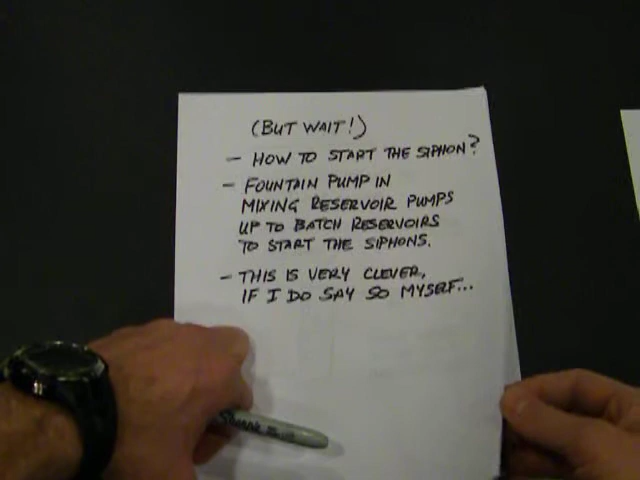 (BUT WAIT!)
- HOW TO START THE SIPHON?
- FOUNTAIN PUMP IN
MIXING RESERVOIR PUMPS
UP TO BATCH RESERVOIRS
TO START THE SIPHONS.
- THIS IS VERY CLEVER,
IF I DO SAY SO MYSELF...
Sharpie